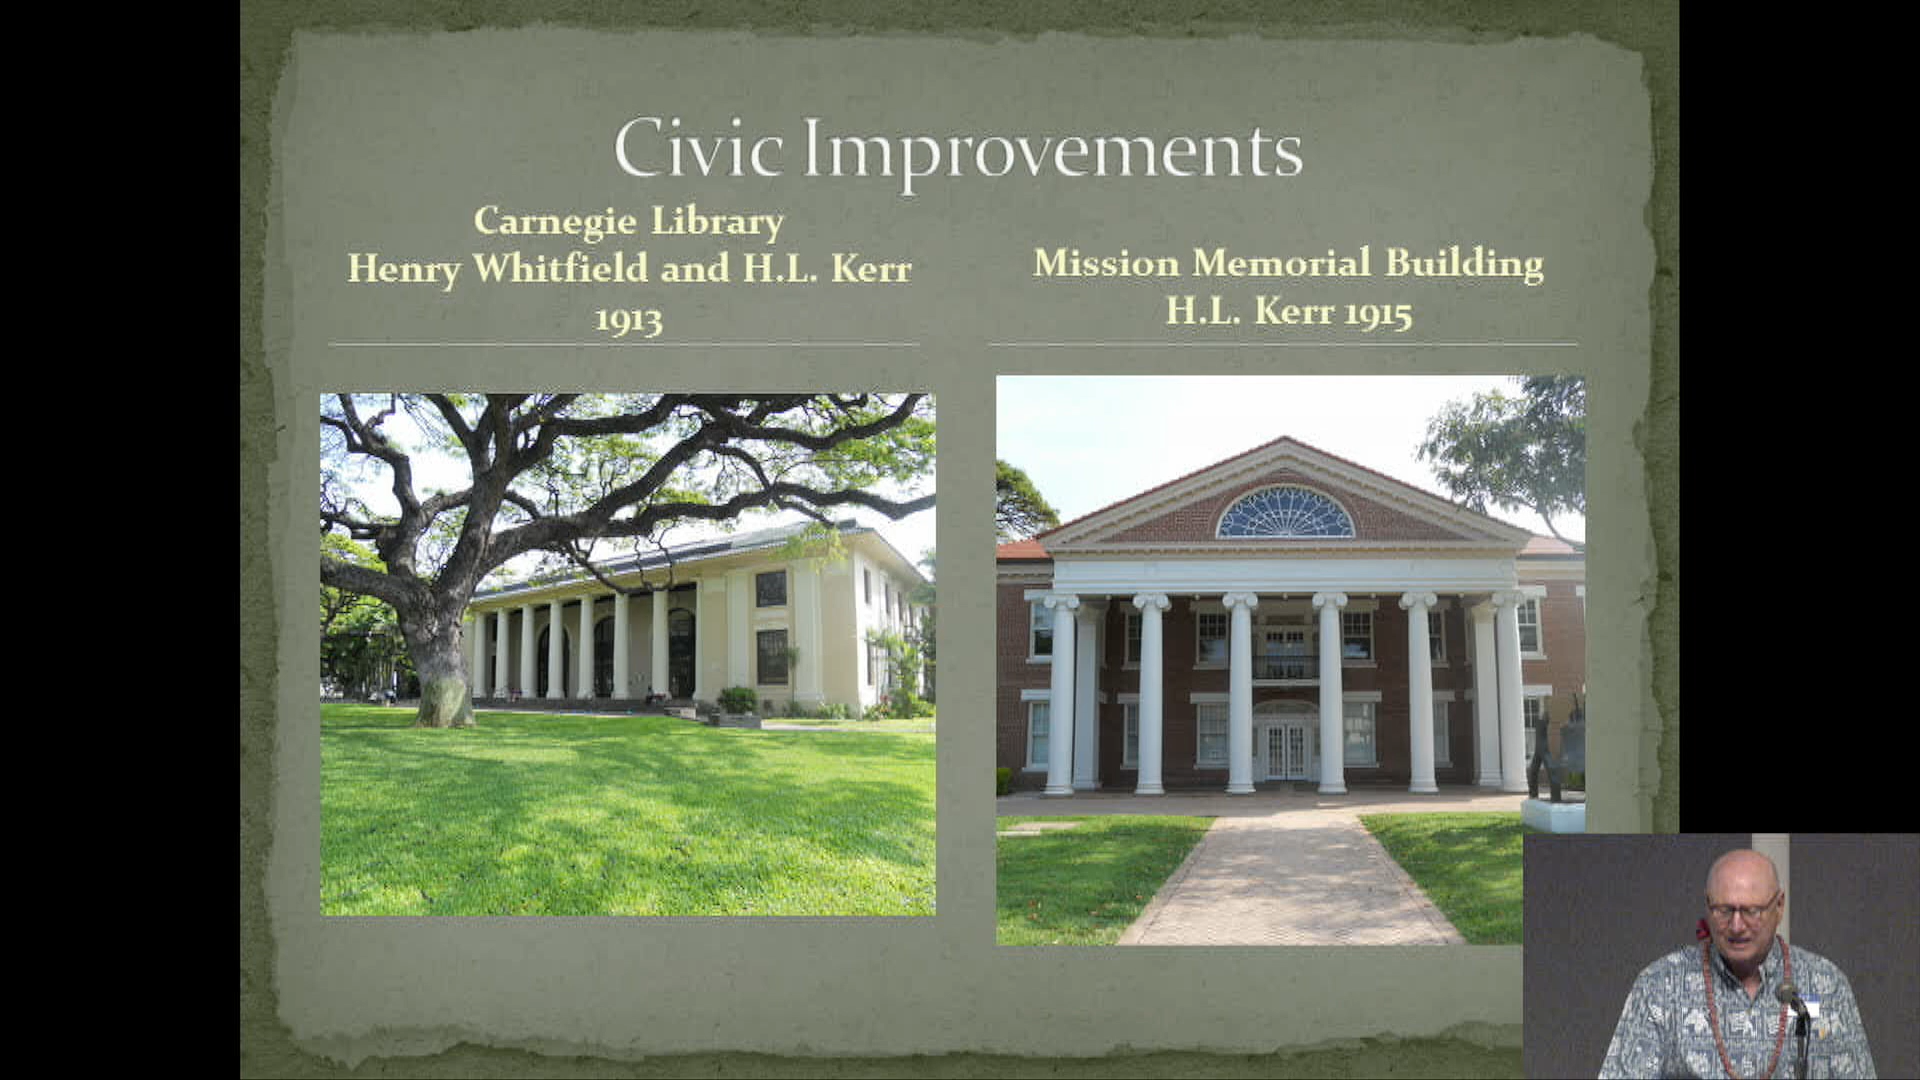 Civic Improvements
Carnegie Library
Henry Whitfield and H.L. Kerr
1913
Mission Memorial Building
H.L. Kerr 1915